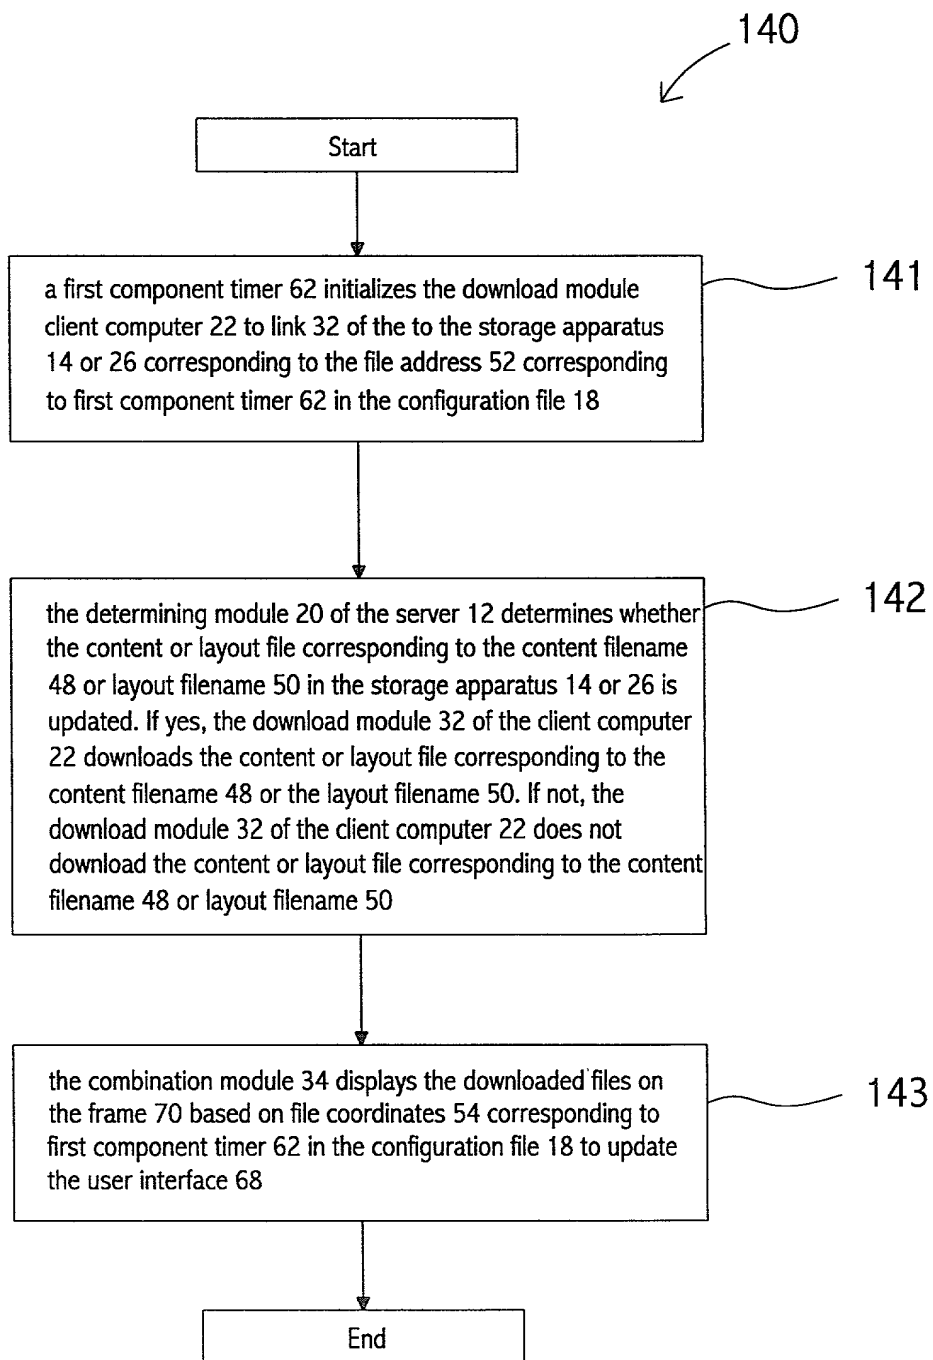 140
Start
a first component timer 62 initializes the download module
client computer 22 to link 32 of the to the storage apparatus
14 or 26 corresponding to the file address 52 corresponding
to first component timer 62 in the configuration file 18
141
the determining module 20 of the server 12 determines whether
the content or layout file corresponding to the content filename
48 or layout filename 50 in the storage apparatus 14 or 26 is
updated. If yes, the download module 32 of the client computer
22 downloads the content or layout file corresponding to the
content filename 48 or the layout filename 50. If not, the
download module 32 of the client computer 22 does not
download the content or layout file corresponding to the content
filename 48 or layout filename 50
142
the combination module 34 displays the downloaded files on
the frame 70 based on file coordinates 54 corresponding to
first component timer 62 in the configuration file 18 to update
the user interface 68
143
End